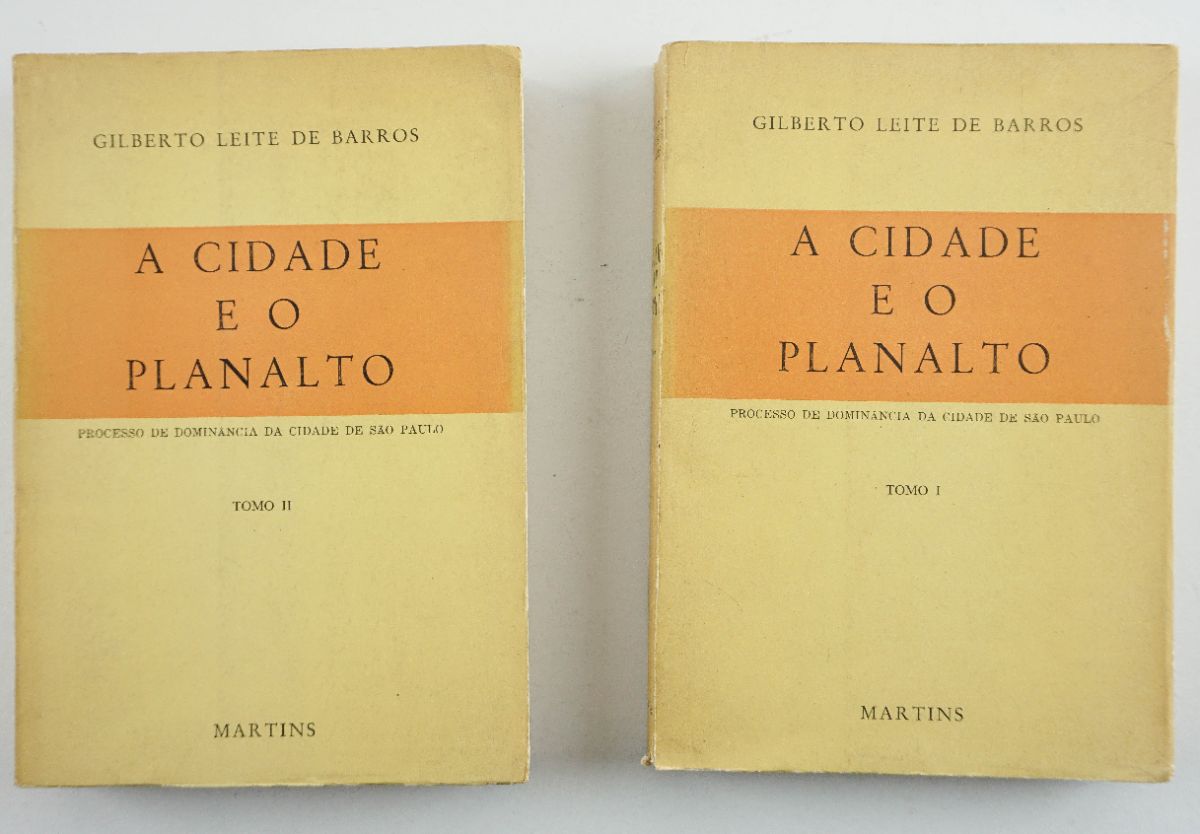 GILBERTO LEITE DE BARROS
A CIDADE
E O
PLANALTO
PROCESSO DE DOMINÂNCIA DA CIDADE DE SÃO PAULO
TOMO II
MARTINS
GILBERTO LEITE DE BARROS
A CIDADE
E O
PLANALTO
PROCESSO DE DOMINÂNCIA DA CIDADE DE SÃO PAULO
TOMO I
MARTINS